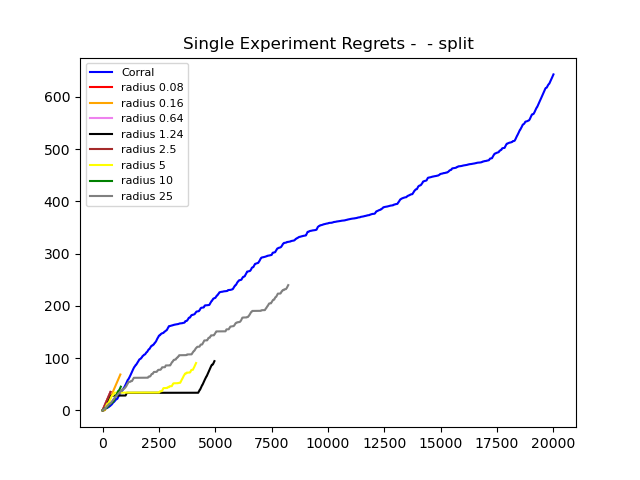 Single Experiment Regrets -  - split
Corral
radius 0.08
radius 0.16
radius 0.64
radius 1.24
radius 2.5
radius 5
radius 10
radius 25
600
500
400
300
200
100
0
0 2500 5000 7500 10000 12500 15000 17500 20000